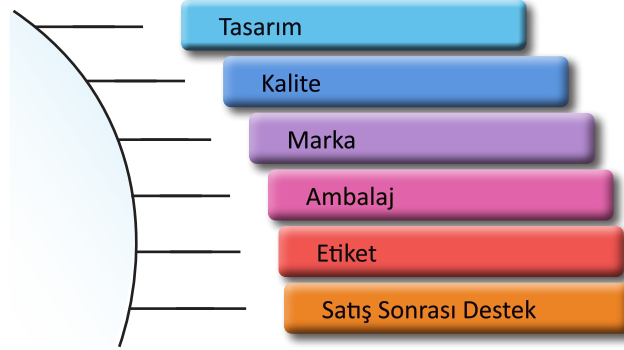 Tasarım
Kalite
Marka
Ambalaj
Etiket
Satış Sonrası Destek